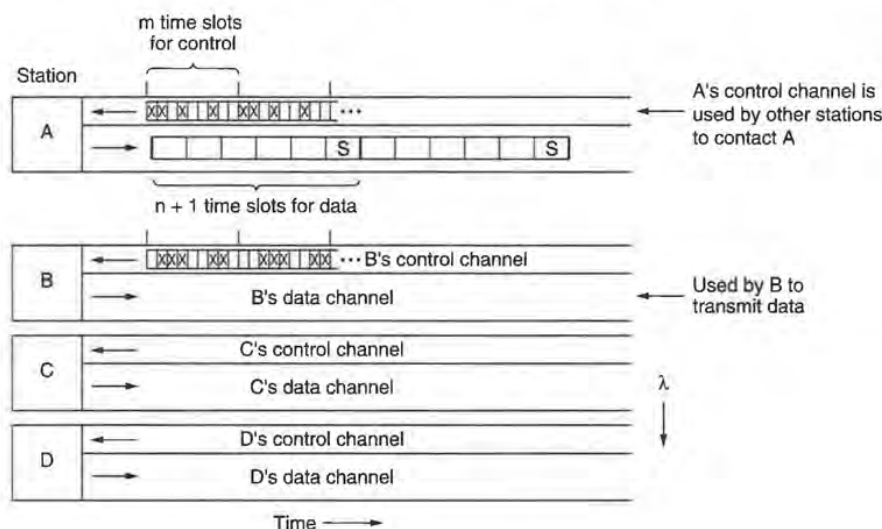 m time slots
for control
Station
A
...
A's control channel is
used by other stations
to contact A
S
S
n + 1 time slots for data
B
... B's control channel
B's data channel
Used by B to
transmit data
C
C's control channel
C's data channel
λ
D
D's control channel
D's data channel
Time